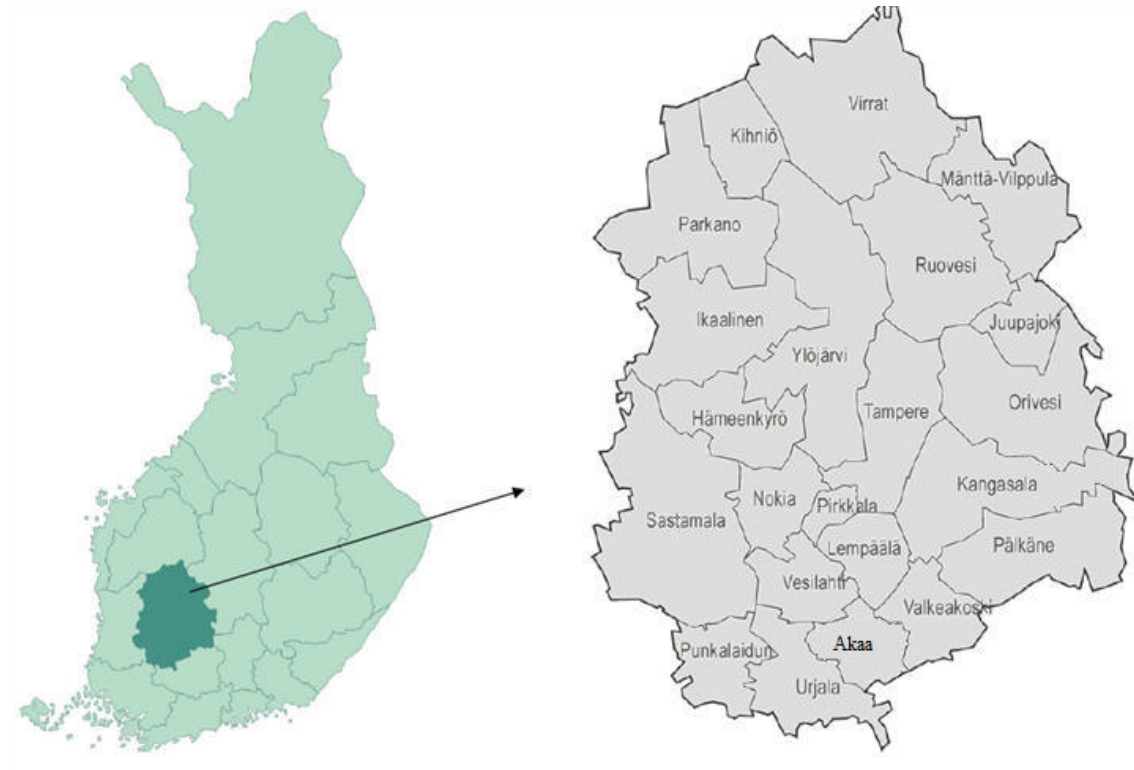 Virrat
Kihniö
Mänttä-Vilppula
Parkano
Ruovesi
Ikaalinen
Juupajoki
Ylöjärvi
Orivesi
Hämeenkyrö
Tampere
Kangasala
Nokia
Pirkkala
Sastamala
Lempäälä
Pälkäne
Vesilahti
Valkeakoski
Akaa
Punkalaidun
Urjala